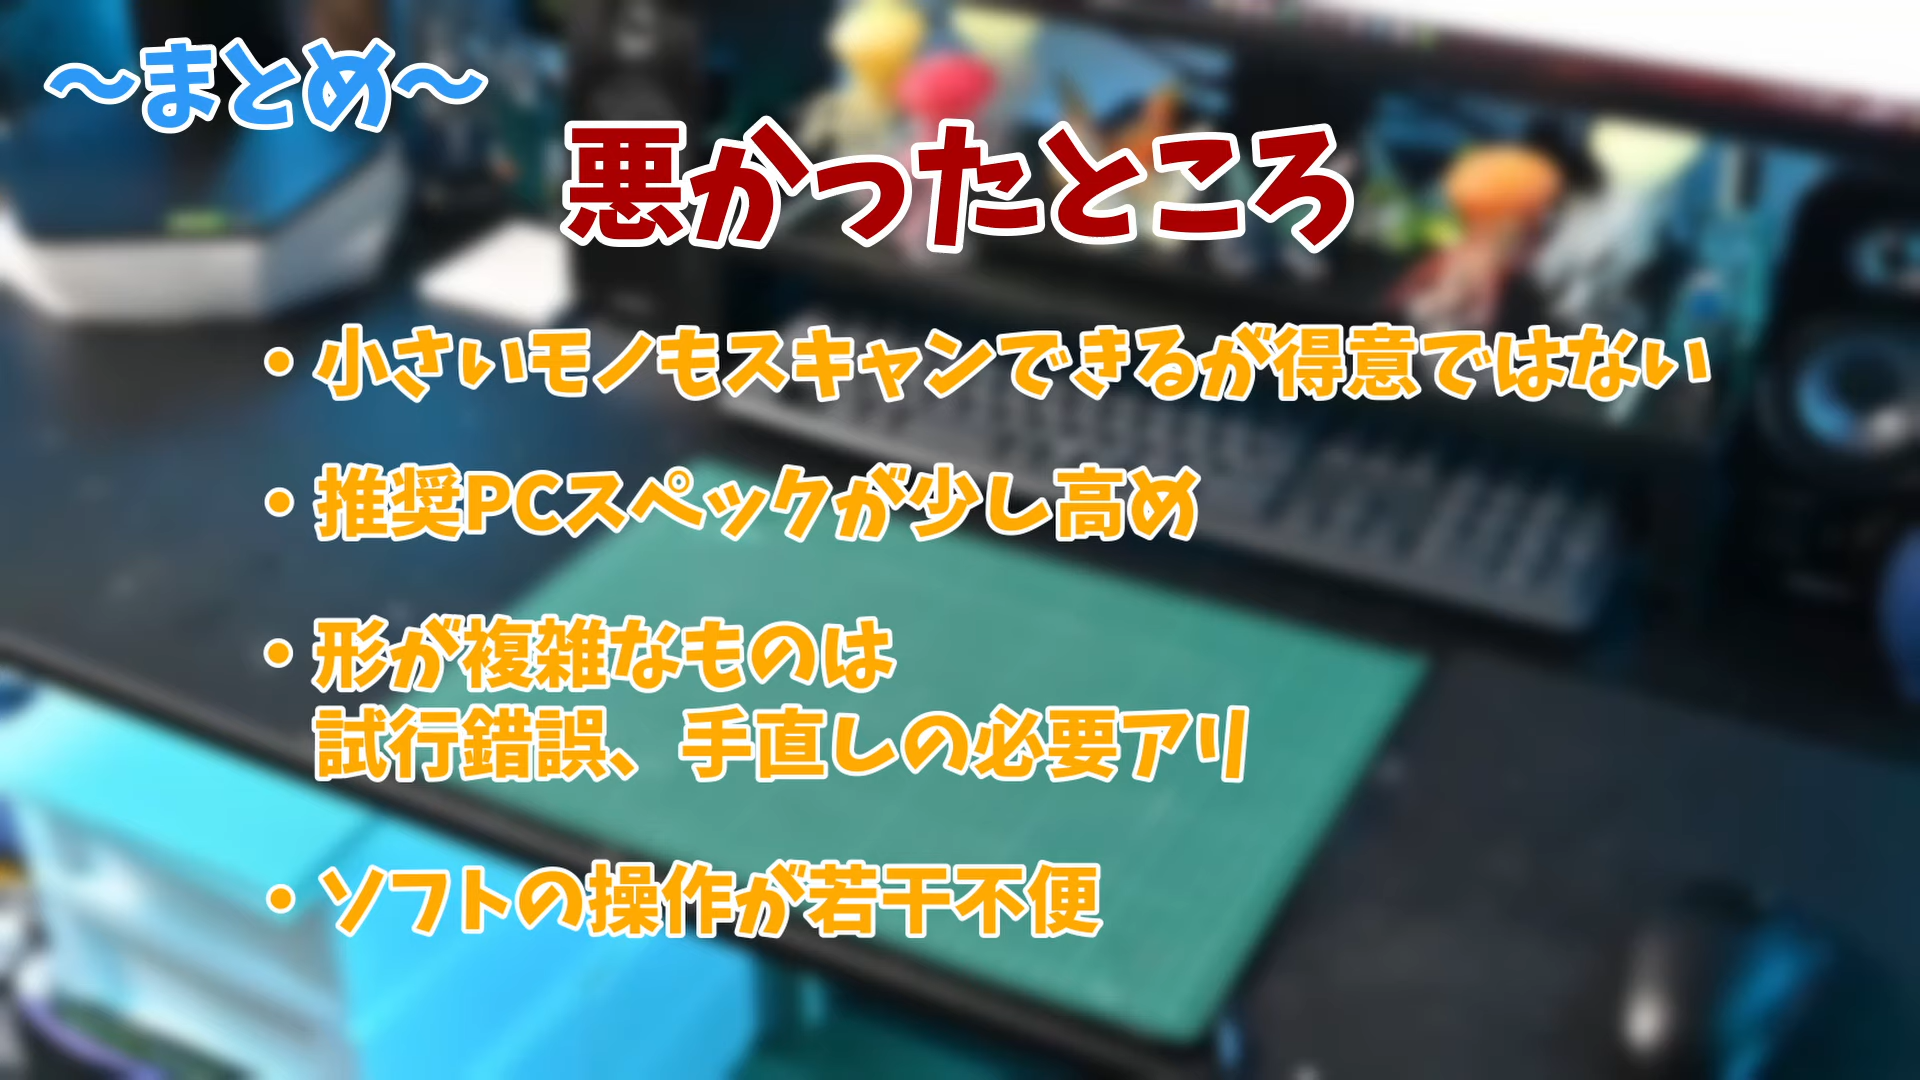 ～まとめ～
悪かったところ
・小さいモノもスキャンできるが得意ではない
・推奨PCスペックが少し高め
・形が複雑なものは
試行錯誤、手直しの必要アリ
・ソフトの操作が若干不便